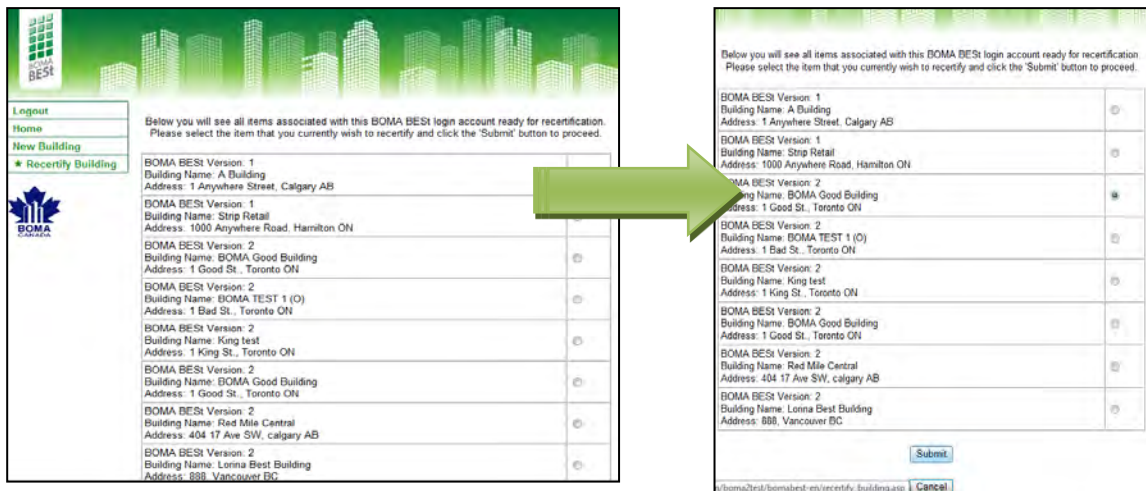 BOMA
BESt
Logout
Home
New Building
★ Recertify Building
BOMA
CANADA
Below you will see all items associated with this BOMA BESt login account ready for recertification.
Please select the item that you currently wish to recertify and click the 'Submit' button to proceed.
BOMA BESt Version: 1
Building Name: A Building
Address: 1 Anywhere Street, Calgary AB
BOMA BESt Version: 1
Building Name: Strip Retail
Address: 1000 Anywhere Road, Hamilton ON
BOMA BESt Version: 2
Building Name: BOMA Good Building
Address: 1 Good St., Toronto ON
BOMA BESt Version: 2
Building Name: BOMA TEST 1 (O)
Address: 1 Bad St., Toronto ON
BOMA BESt Version: 2
Building Name: King test
Address: 1 King St., Toronto ON
BOMA BESt Version: 2
Building Name: BOMA Good Building
Address: 1 Good St., Toronto ON
BOMA BESt Version: 2
Building Name: Red Mile Central
Address: 404 17 Ave SW, calgary AB
BOMA BESt Version: 2
Building Name: Lorina Best Building
Address: 888, Vancouver BC
Below you will see all items associated with this BOMA BESt login account ready for recertification
Please select the item that you currently wish to recertify and click the 'Submit' button to proceed.
BOMA BESt Version: 1
Building Name: A Building
Address: 1 Anywhere Street, Calgary AB
BOMA BESt Version: 1
Building Name: Strip Retail
Address: 1000 Anywhere Road, Hamilton ON
OMA BESt Version: 2
ng Name: BOMA Good Building
ess: 1 Good St., Toronto ON
BOMA BESt Version: 2
Building Name: BOMA TEST 1 (O)
Address: 1 Bad St., Toronto ON
BOMA BESt Version: 2
Building Name: King test
Address: 1 King St., Toronto ON
BOMA BESt Version: 2
Building Name: BOMA Good Building
Address: 1 Good St., Toronto ON
BOMA BESt Version: 2
Building Name: Red Mile Central
Address: 404 17 Ave SW, calgary AB
BOMA BESt Version: 2
Building Name: Lorina Best Building
Address: 888, Vancouver BC
Submit
/boma2test/bomabest-en/recertify_building.asp
Cancel